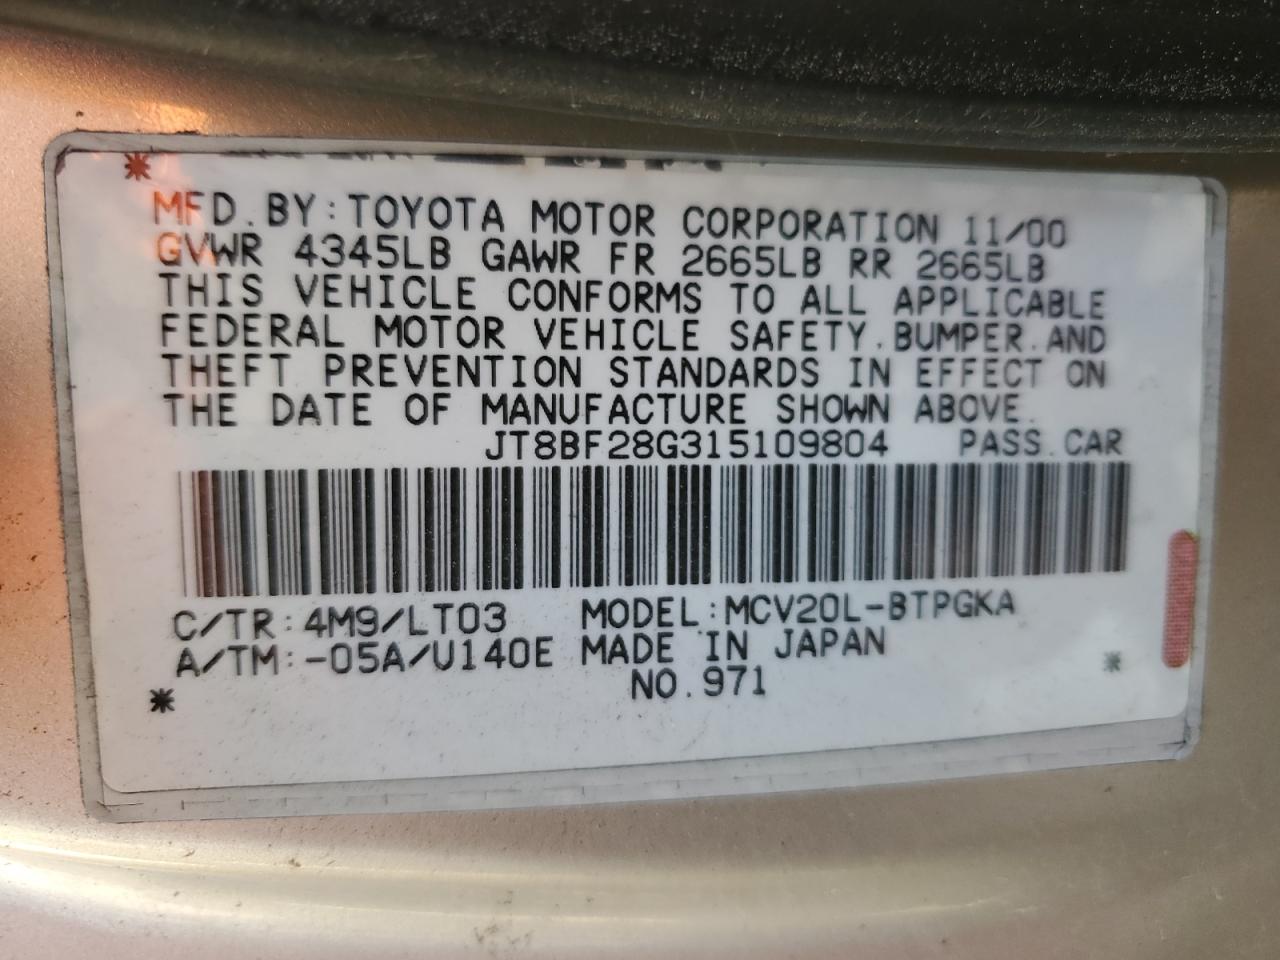 MFD. BY: TOYOTA MOTOR CORPORATION 11/00
GVWR 4345LB GAWR FR 2665LB RR 2665LB
THIS VEHICLE CONFORMS TO ALL APPLICABLE
FEDERAL MOTOR VEHICLE SAFETY. BUMPER. AND
THEFT PREVENTION STANDARDS IN EFFECT ON
THE DATE OF MANUFACTURE SHOWN ABOVE.
JT8BF28G315109804 PASS. CAR
C/TR: 4M9/LT03 MODEL: MCV20L-BTPGKA
A/TM: -05A/U140E MADE IN JAPAN
NO. 971